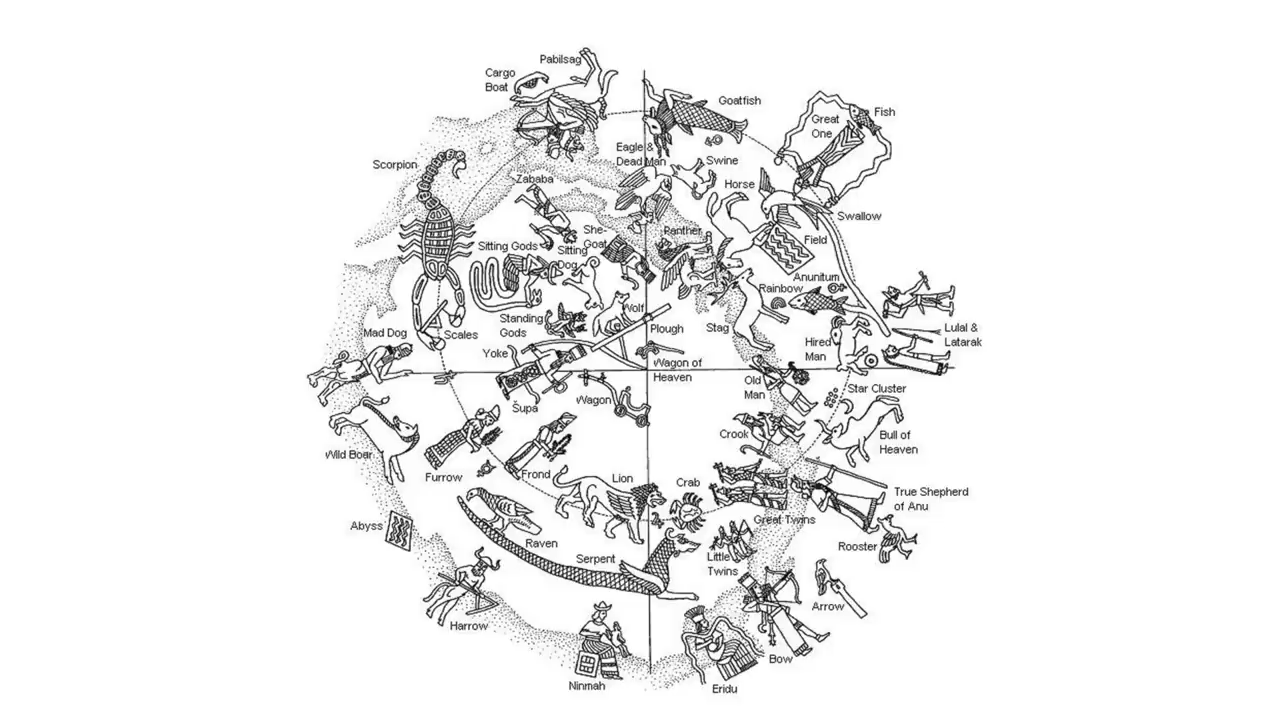 Pabilsag
Cargo
Boat
Goatfish
Fish
Great
One
Eagle &
Dead Man
Swine
Scorpion
Zababa
Horse
Swallow
She-
Goat
Panther
Field
Sitting Gods
Sitting
Dog
Anunitum
Rainbow
Wolf
Standing
Gods
Plough
Stag
Lulal &
Latarak
Mad Dog
Scales
Hired
Man
Yoke
Wagon of
Heaven
Old
Man
Star Cluster
Šupa
Wagon
Crook
Bull of
Heaven
Wild Boar
Furrow
Frond
Lion
Crab
True Shepherd
of Anu
Great Twins
Abyss
Raven
Rooster
Serpent
Little
Twins
Arrow
Harrow
Bow
Ninmah
Eridu